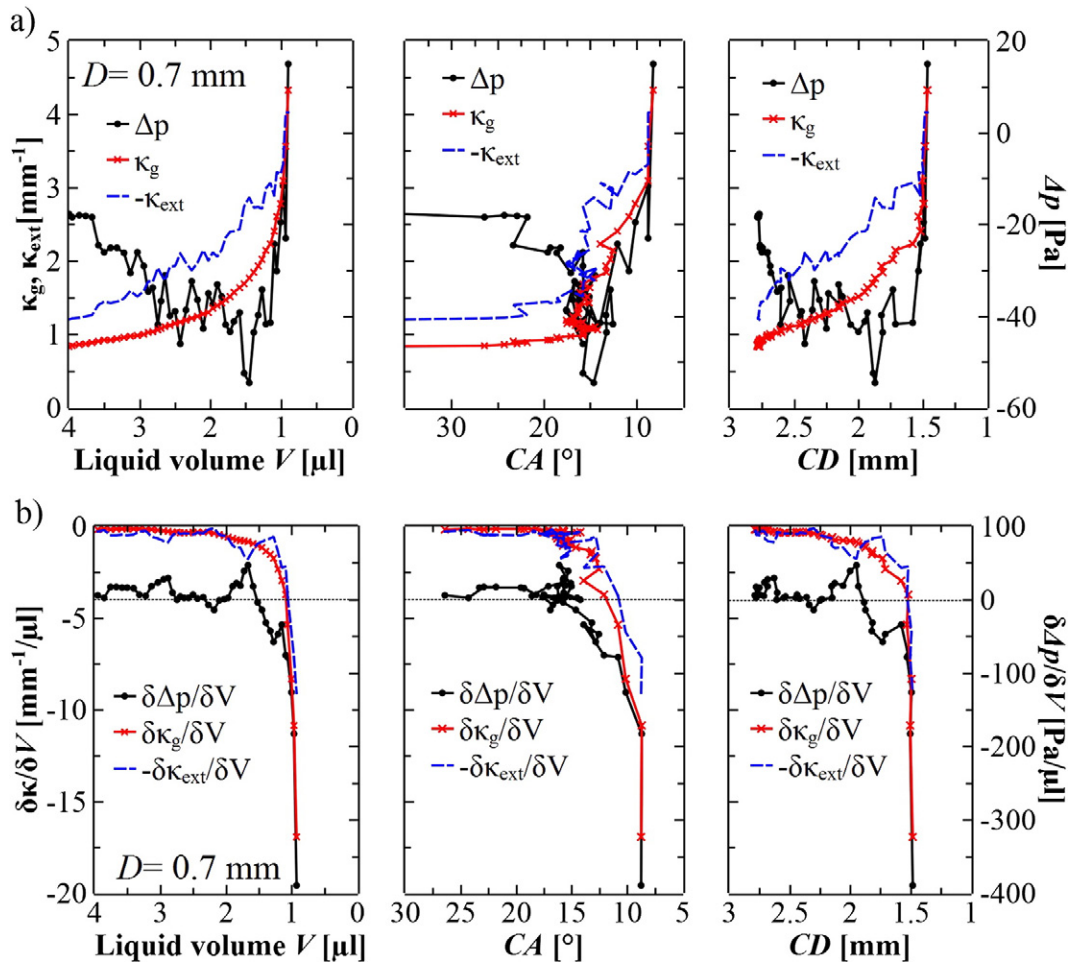 a)
5
4
3
2
1
0
κg, κext[mm⁻¹]
D= 0.7 mm
Δp
κg
-κext
4
3
2
1
0
Liquid volume V [μl]
Δp
κg
-κext
35
30
20
10
CA [°]
Δp
κg
-κext
3
2.5
2
1.5
1
CD [mm]
20
0
-20
-40
-60
Δp [Pa]
b)
0
-5
-10
-15
-20
δκ/δV [mm⁻¹/μl]
δΔp/δV
δκg/δV
-δκext/δV
D= 0.7 mm
4
3
2
1
0
Liquid volume V [μl]
δΔp/δV
δκg/δV
-δκext/δV
30
25
20
15
10
5
CA [°]
δΔp/δV
δκg/δV
-δκext/δV
3
2.5
2
1.5
1
CD [mm]
100
0
-100
-200
-300
-400
δΔp/δV [Pa/μl]